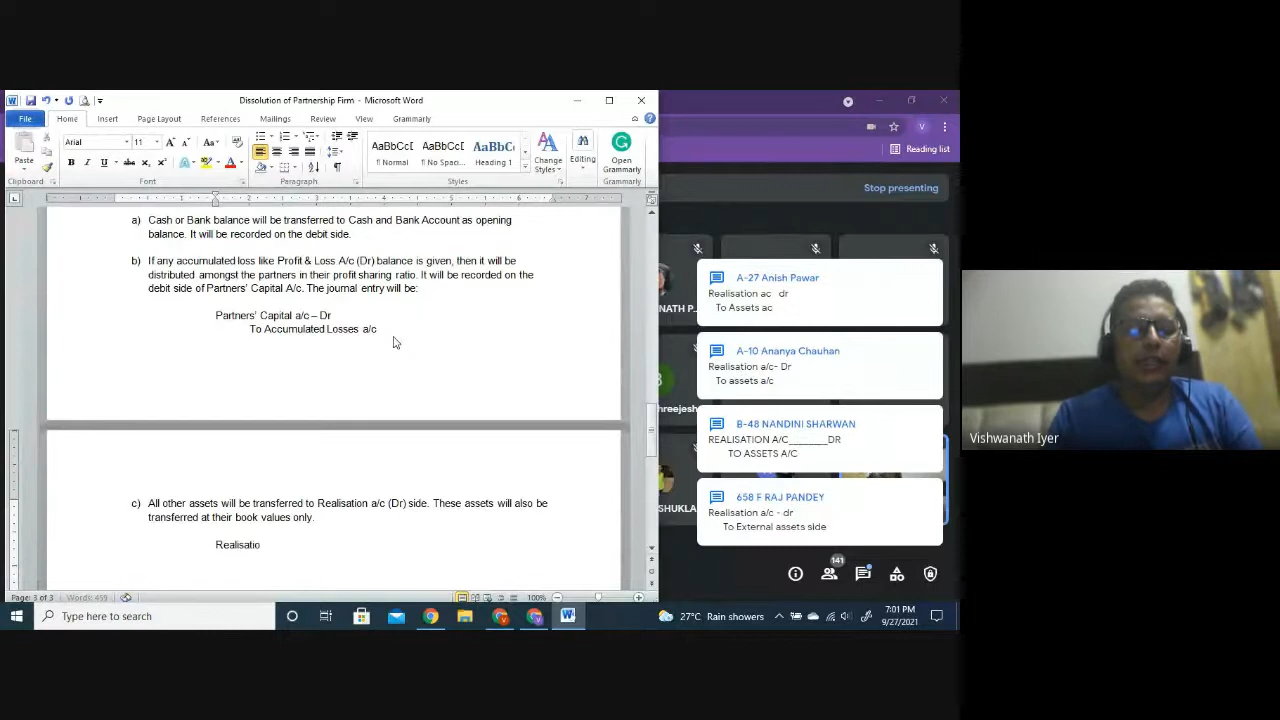 Dissolution of Partnership Firm - Microsoft Word
File Home Insert Page Layout References Mailings Review View Grammarly
Arial 11
Paste
B I U abc x₂ x² A
AaBbCcI AaBbCcI AaBbC
¶ Normal ¶ No Spaci... Heading 1
Change Styles
Editing
Open Grammarly
Clipboard Font Paragraph Styles Grammarly
a) Cash or Bank balance will be transferred to Cash and Bank Account as opening
balance. It will be recorded on the debit side.
b) If any accumulated loss like Profit & Loss A/c (Dr) balance is given, then it will be
distributed amongst the partners in their profit sharing ratio. It will be recorded on the
debit side of Partners' Capital A/c. The journal entry will be:
Partners' Capital a/c – Dr
To Accumulated Losses a/c
c) All other assets will be transferred to Realisation a/c (Dr) side. These assets will also be
transferred at their book values only.
Realisatio
Page: 3 of 3 Words: 459 100%
V
Reading list
Stop presenting
NATH P...
hreejesh
SHUKLA
A-27 Anish Pawar
Realisation ac dr
To Assets ac
A-10 Ananya Chauhan
Realisation a/c- Dr
To assets a/c
B-48 NANDINI SHARWAN
REALISATION A/C________DR
TO ASSETS A/C
658 F RAJ PANDEY
Realisation a/c - dr
To External assets side
141
Vishwanath Iyer
Type here to search
27°C Rain showers
7:01 PM
9/27/2021